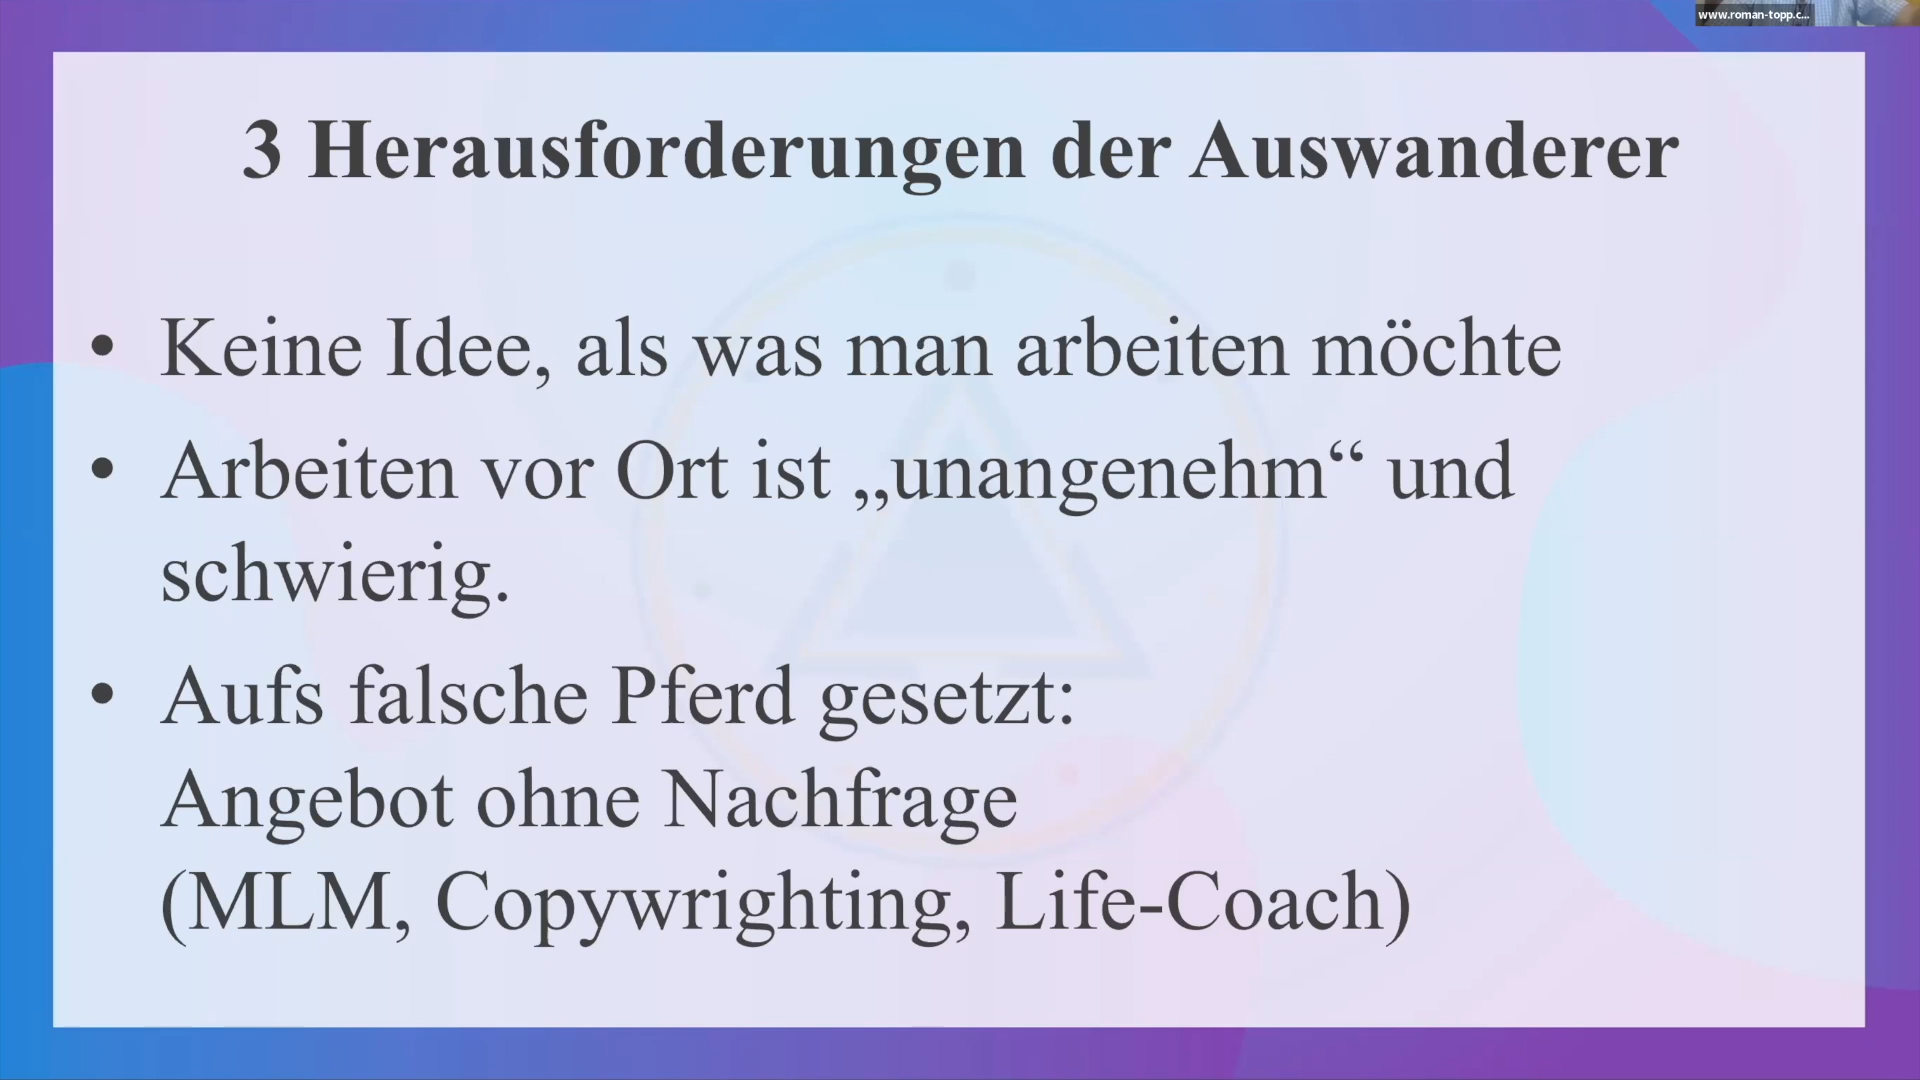 www.roman-topp.c...
3 Herausforderungen der Auswanderer
• Keine Idee, als was man arbeiten möchte
• Arbeiten vor Ort ist „unangenehm“ und
schwierig.
• Aufs falsche Pferd gesetzt:
Angebot ohne Nachfrage
(MLM, Copywrighting, Life-Coach)